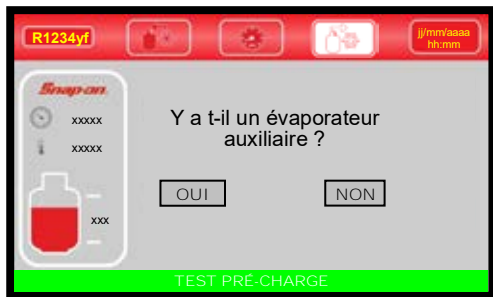 R1234yf
jj/mm/aaaa
hh:mm
Snap-on
xxxxx
xxxxx
xxx
Y a t-il un évaporateur
auxiliaire ?
OUI
NON
TEST PRÉ-CHARGE